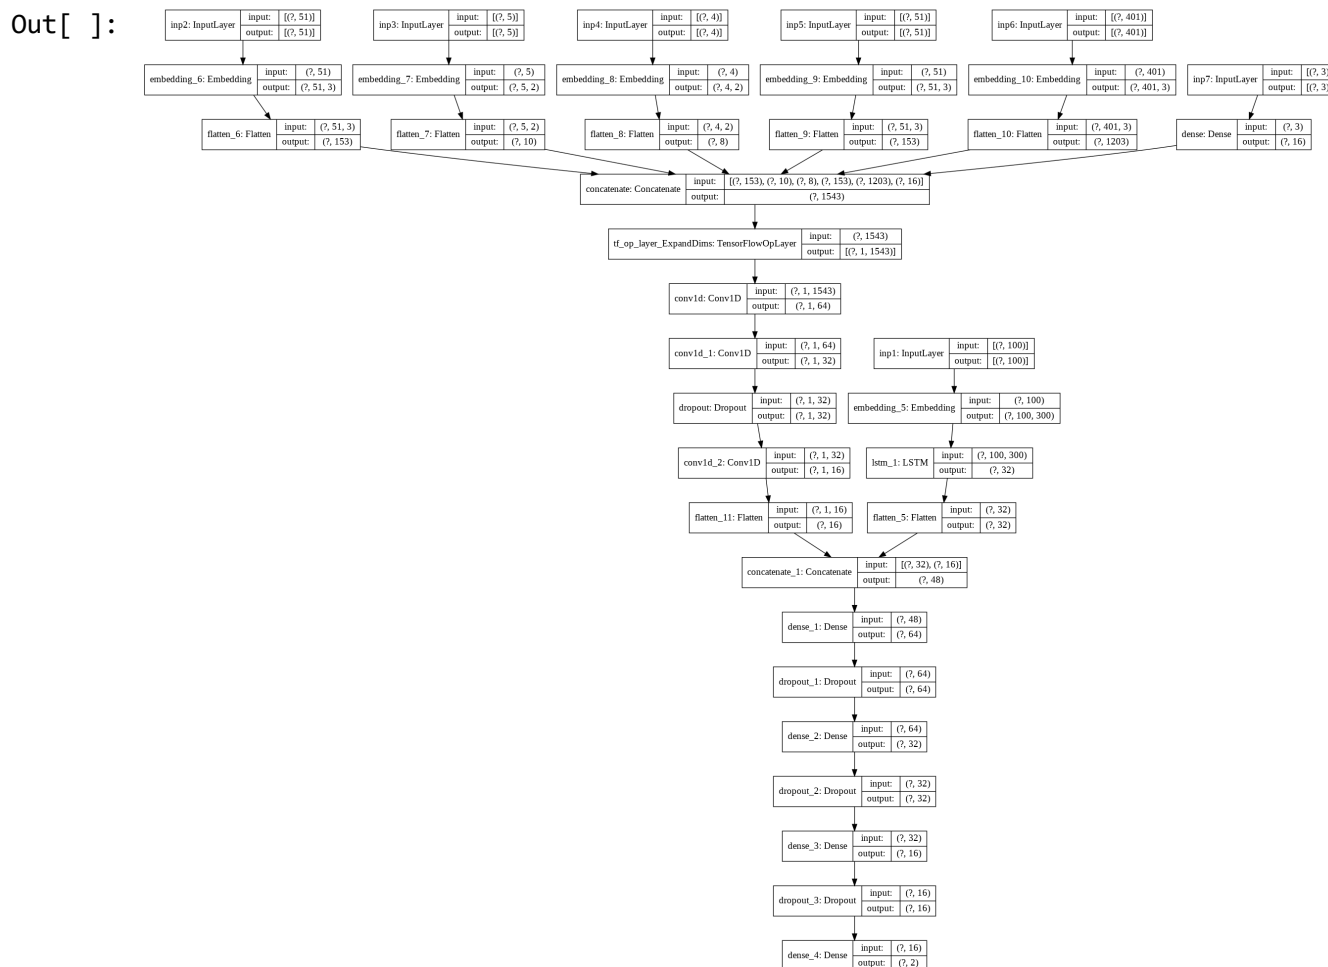 Out[ ]:
inp2: InputLayer input: [(?, 51)] output: [(?, 51)]
inp3: InputLayer input: [(?, 5)] output: [(?, 5)]
inp4: InputLayer input: [(?, 4)] output: [(?, 4)]
inp5: InputLayer input: [(?, 51)] output: [(?, 51)]
inp6: InputLayer input: [(?, 401)] output: [(?, 401)]
embedding_6: Embedding input: (?, 51) output: (?, 51, 3)
embedding_7: Embedding input: (?, 5) output: (?, 5, 2)
embedding_8: Embedding input: (?, 4) output: (?, 4, 2)
embedding_9: Embedding input: (?, 51) output: (?, 51, 3)
embedding_10: Embedding input: (?, 401) output: (?, 401, 3)
inp7: InputLayer input: [(?, 3) output: [(?, 3)
flatten_6: Flatten input: (?, 51, 3) output: (?, 153)
flatten_7: Flatten input: (?, 5, 2) output: (?, 10)
flatten_8: Flatten input: (?, 4, 2) output: (?, 8)
flatten_9: Flatten input: (?, 51, 3) output: (?, 153)
flatten_10: Flatten input: (?, 401, 3) output: (?, 1203)
dense: Dense input: (?, 3) output: (?, 16)
concatenate: Concatenate input: [(?, 153), (?, 10), (?, 8), (?, 153), (?, 1203), (?, 16)] output: (?, 1543)
tf_op_layer_ExpandDims: TensorFlowOpLayer input: (?, 1543) output: [(?, 1, 1543)]
conv1d: Conv1D input: (?, 1, 1543) output: (?, 1, 64)
conv1d_1: Conv1D input: (?, 1, 64) output: (?, 1, 32)
inp1: InputLayer input: [(?, 100)] output: [(?, 100)]
dropout: Dropout input: (?, 1, 32) output: (?, 1, 32)
embedding_5: Embedding input: (?, 100) output: (?, 100, 300)
conv1d_2: Conv1D input: (?, 1, 32) output: (?, 1, 16)
lstm_1: LSTM input: (?, 100, 300) output: (?, 32)
flatten_11: Flatten input: (?, 1, 16) output: (?, 16)
flatten_5: Flatten input: (?, 32) output: (?, 32)
concatenate_1: Concatenate input: [(?, 32), (?, 16)] output: (?, 48)
dense_1: Dense input: (?, 48) output: (?, 64)
dropout_1: Dropout input: (?, 64) output: (?, 64)
dense_2: Dense input: (?, 64) output: (?, 32)
dropout_2: Dropout input: (?, 32) output: (?, 32)
dense_3: Dense input: (?, 32) output: (?, 16)
dropout_3: Dropout input: (?, 16) output: (?, 16)
dense_4: Dense input: (?, 16) output: (?, 2)